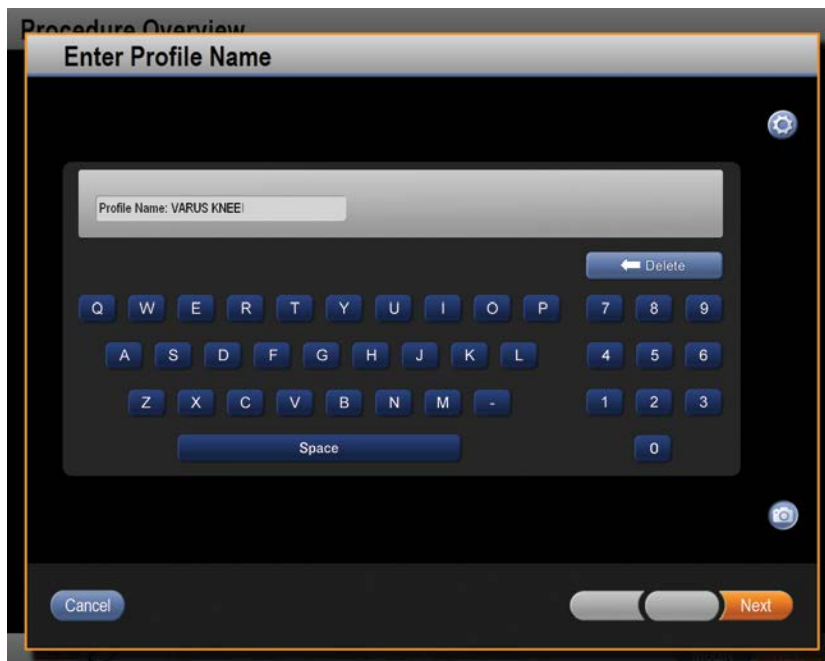 Procedure Overview
Enter Profile Name
Profile Name: VARUS KNEE
Delete
Q W E R T Y U I O P 7 8 9
A S D F G H J K L 4 5 6
Z X C V B N M - 1 2 3
Space 0
Cancel Next